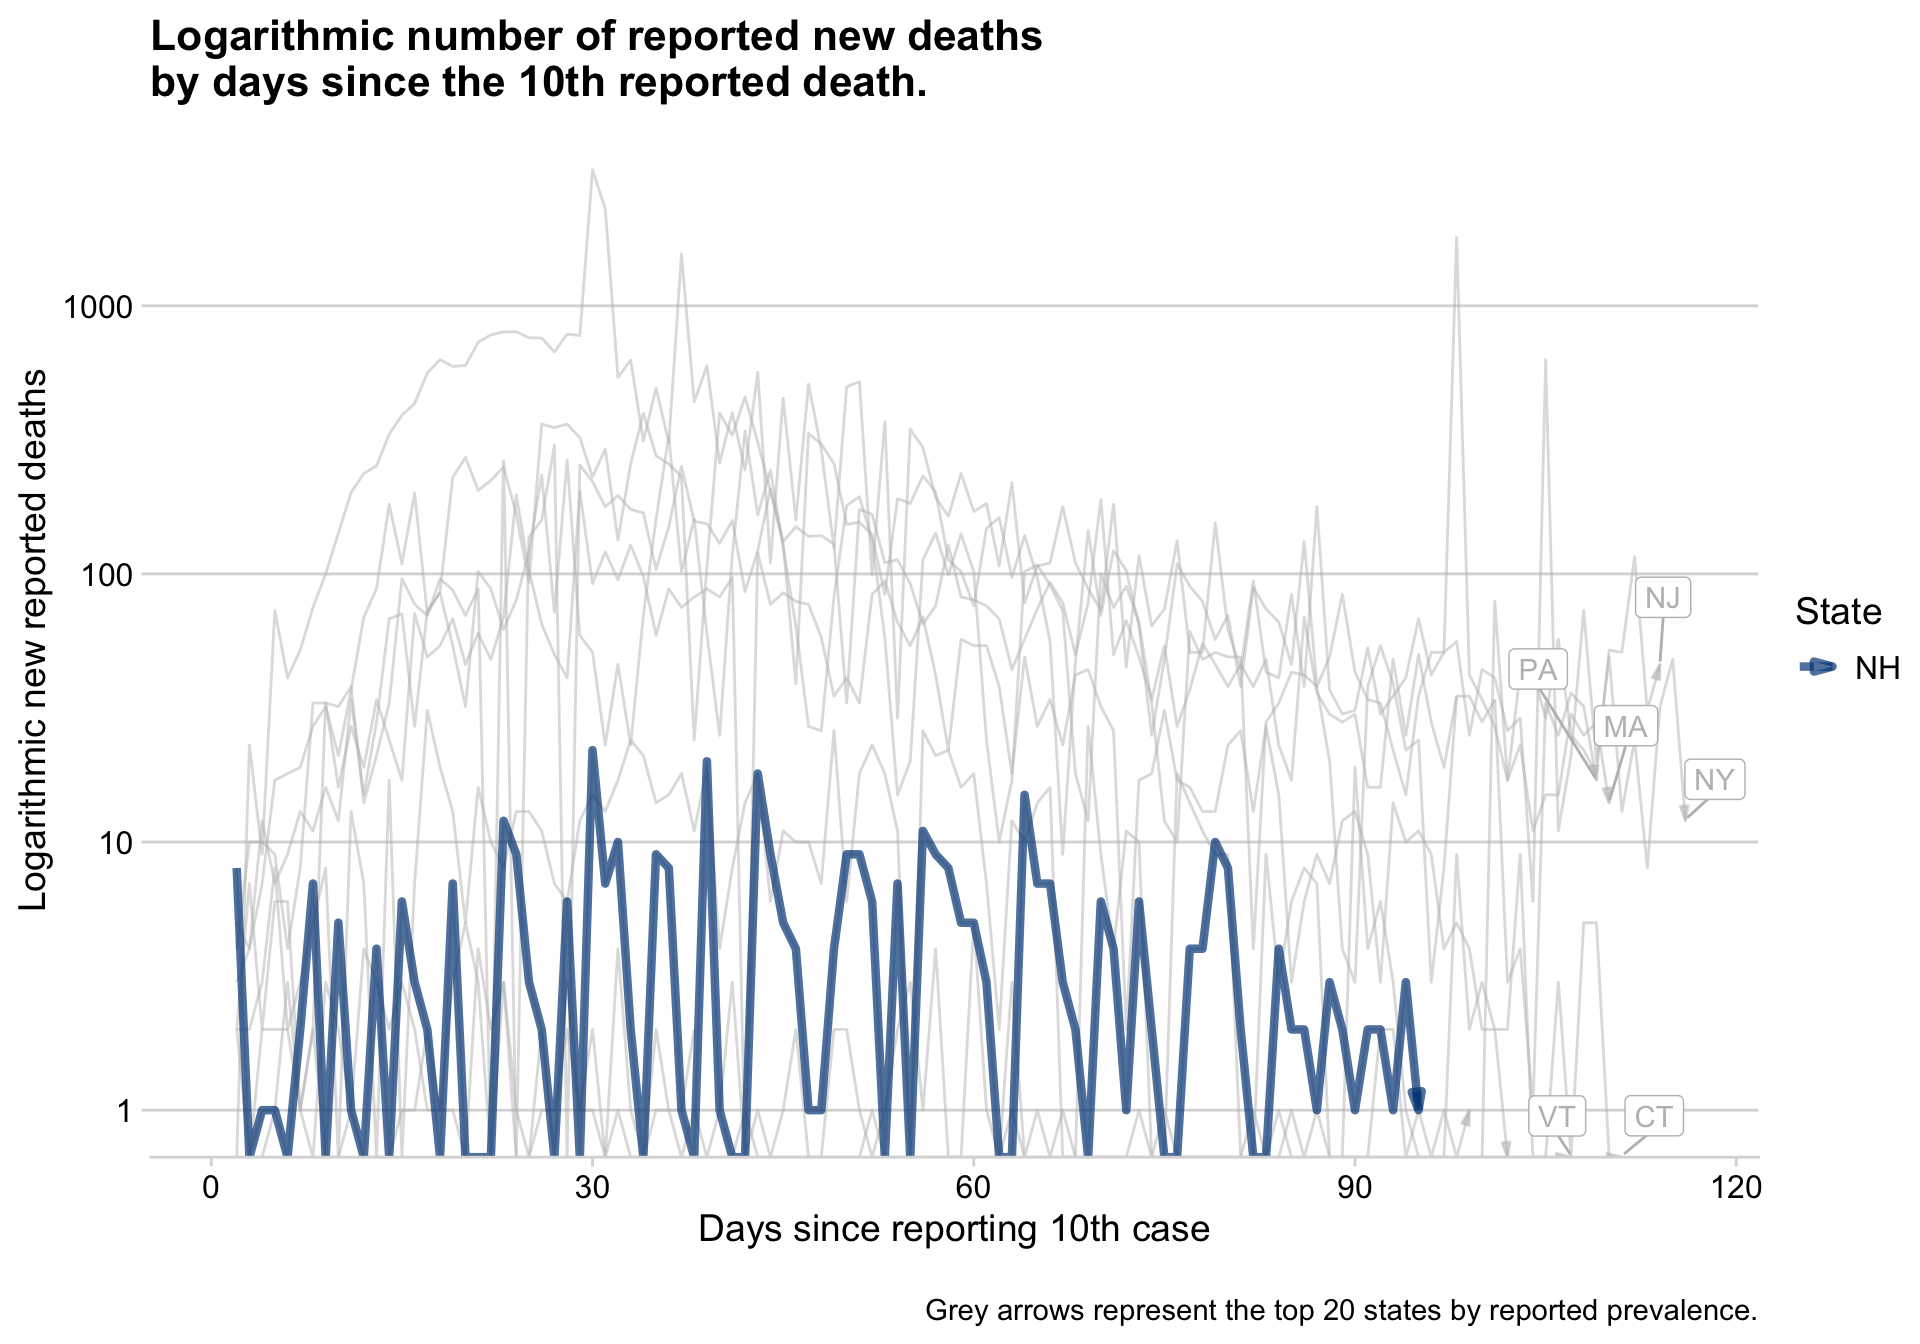 Logarithmic number of reported new deaths
by days since the 10th reported death.
Logarithmic new reported deaths
1000
100
10
1
NJ
PA
MA
NY
VT
CT
State
NH
0
30
60
90
120
Days since reporting 10th case
Grey arrows represent the top 20 states by reported prevalence.